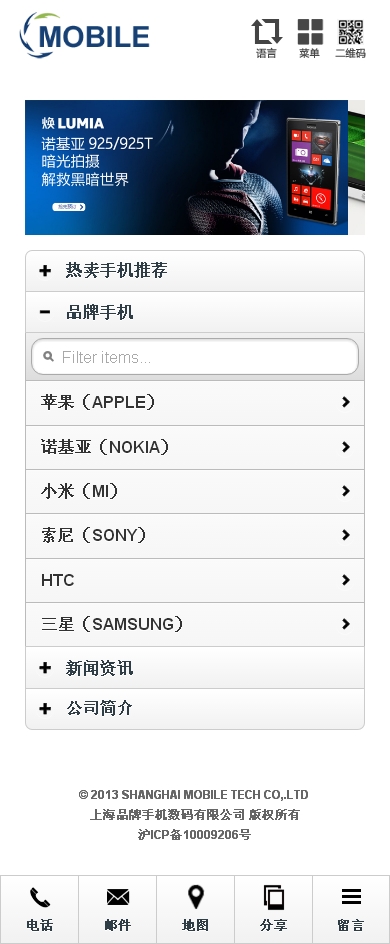 MOBILE
语言 菜单 二维码
焕 LUMIA
诺基亚 925/925T
暗光拍摄
解救黑暗世界
热卖手机推荐
品牌手机
Filter items...
苹果（APPLE）
诺基亚（NOKIA）
小米（MI）
索尼（SONY）
HTC
三星（SAMSUNG）
新闻资讯
公司简介
© 2013 SHANGHAI MOBILE TECH CO,.LTD
上海品牌手机数码有限公司 版权所有
沪ICP备10009206号
电话 邮件 地图 分享 留言